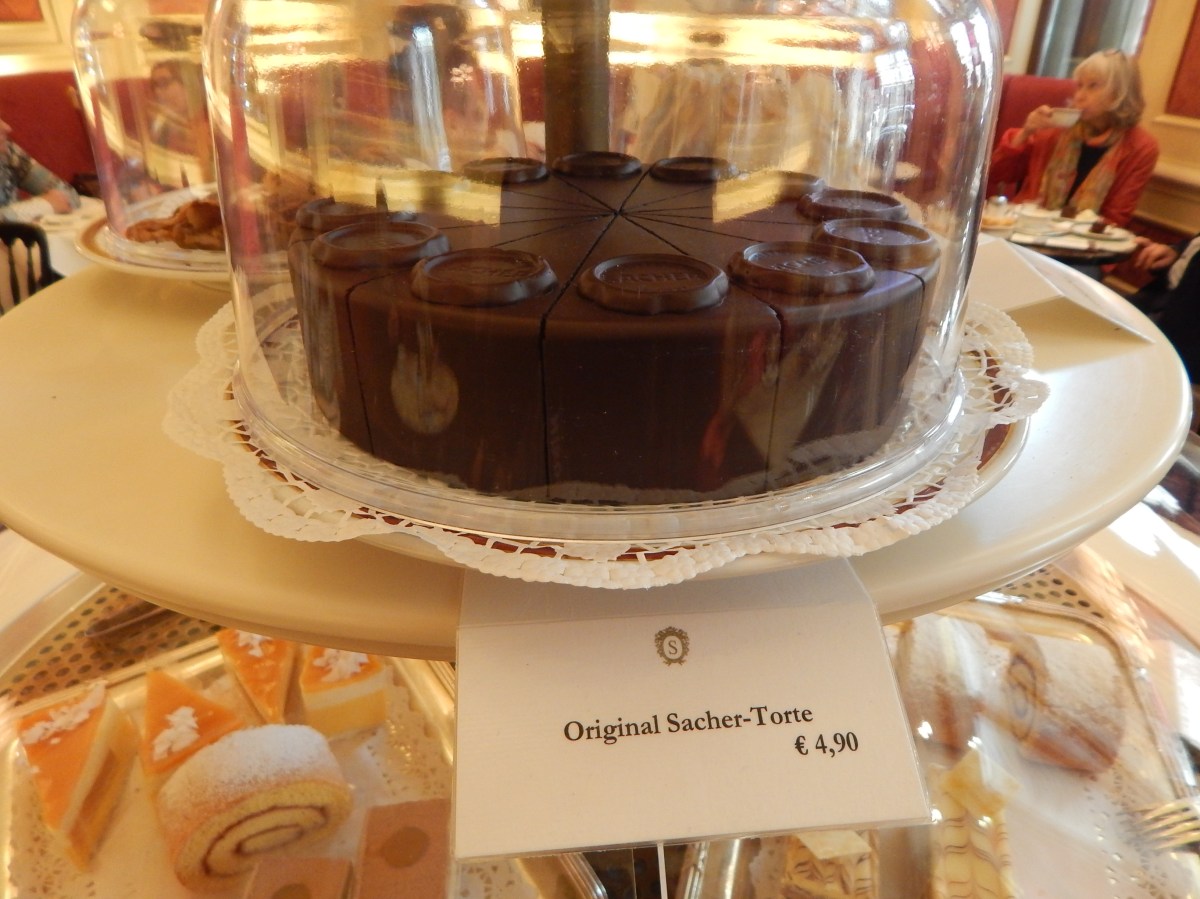 S
Original Sacher-Torte
€ 4,90